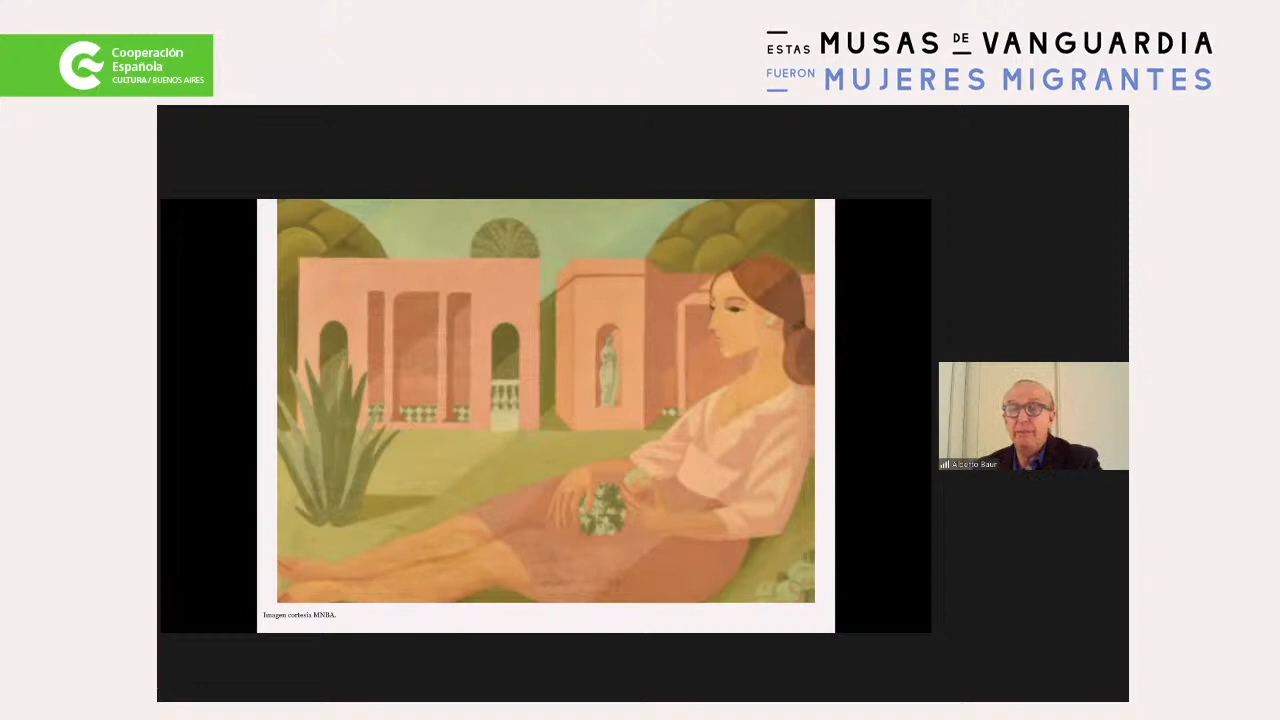 Cooperación
Española
CULTURA / BUENOS AIRES
ESTAS MUSAS DE VANGUARDIA
FUERON MUJERES MIGRANTES
Imagen cortesía MNBA.
Alberto Baur